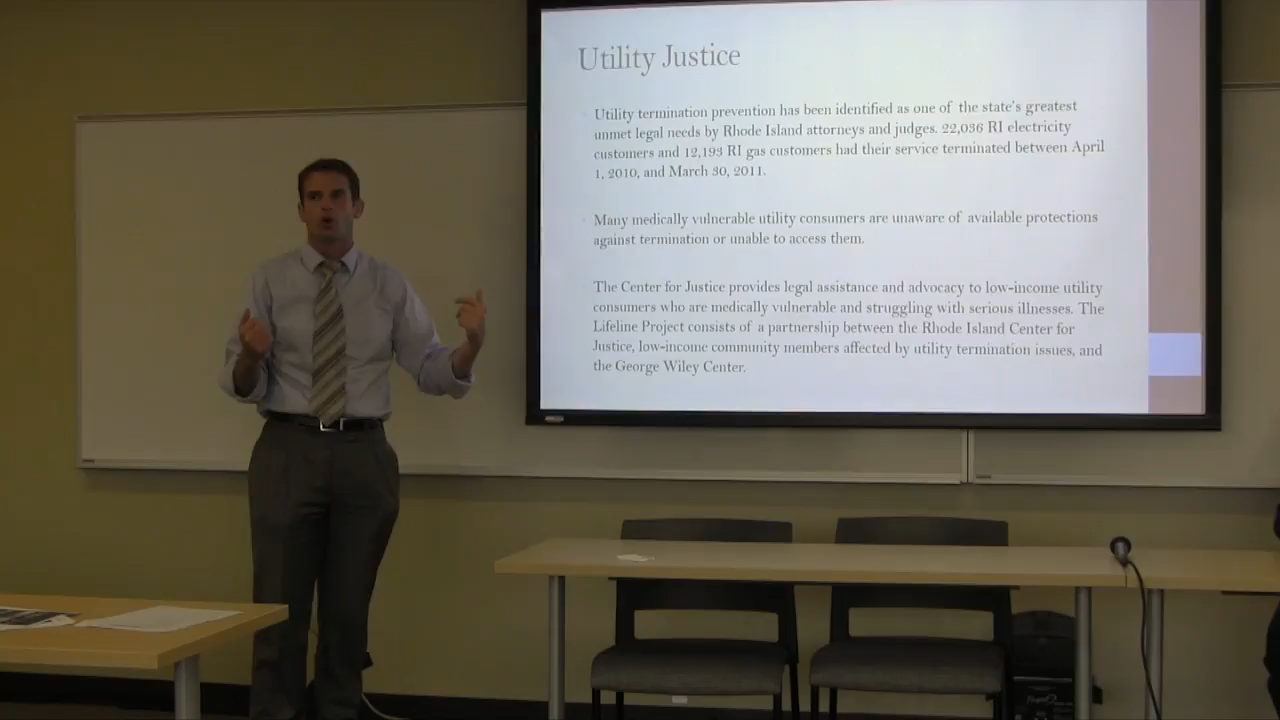 Utility Justice
Utility termination prevention has been identified as one of the state's greatest
unmet legal needs by Rhode Island attorneys and judges. 22,036 RI electricity
customers and 12,193 RI gas customers had their service terminated between April
1, 2010, and March 30, 2011.
Many medically vulnerable utility consumers are unaware of available protections
against termination or unable to access them.
The Center for Justice provides legal assistance and advocacy to low-income utility
consumers who are medically vulnerable and struggling with serious illnesses. The
Lifeline Project consists of a partnership between the Rhode Island Center for
Justice, low-income community members affected by utility termination issues, and
the George Wiley Center.